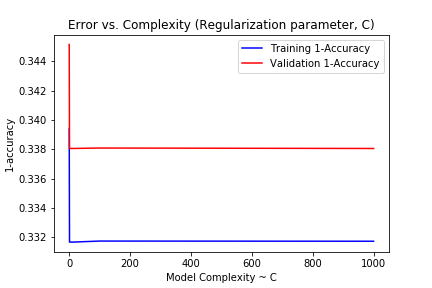 Error vs. Complexity (Regularization parameter, C)
Training 1-Accuracy
Validation 1-Accuracy
0.344
0.342
0.340
0.338
0.336
0.334
0.332
1-accuracy
0 200 400 600 800 1000
Model Complexity ~ C